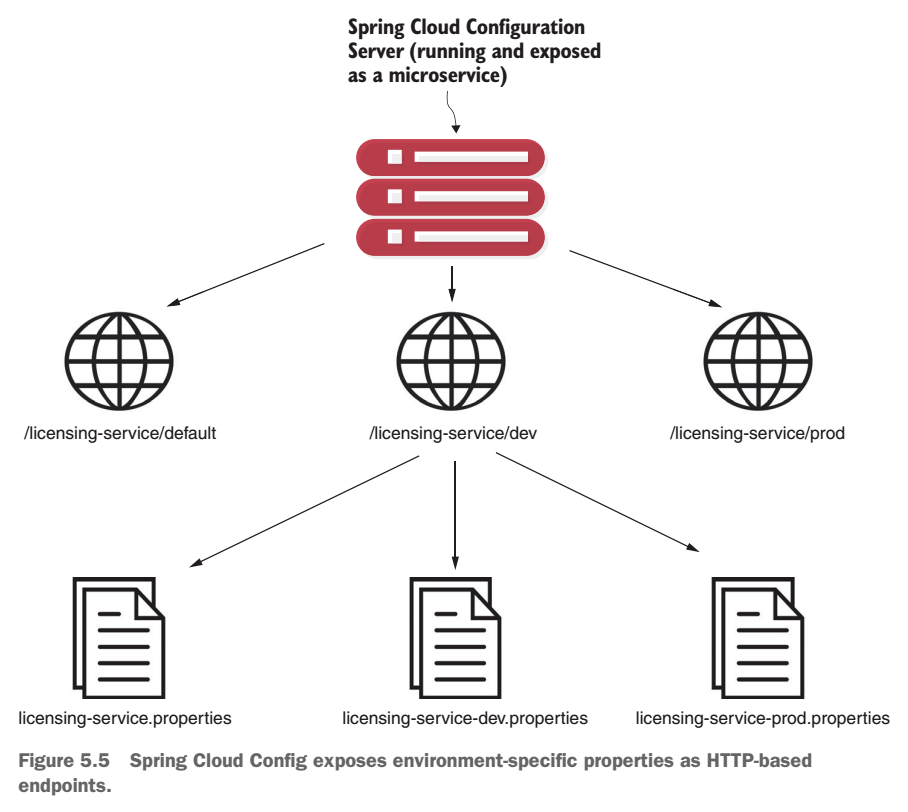 Spring Cloud Configuration
Server (running and exposed
as a microservice)
/licensing-service/default
/licensing-service/dev
/licensing-service/prod
licensing-service.properties
licensing-service-dev.properties
licensing-service-prod.properties
Figure 5.5 Spring Cloud Config exposes environment-specific properties as HTTP-based
endpoints.